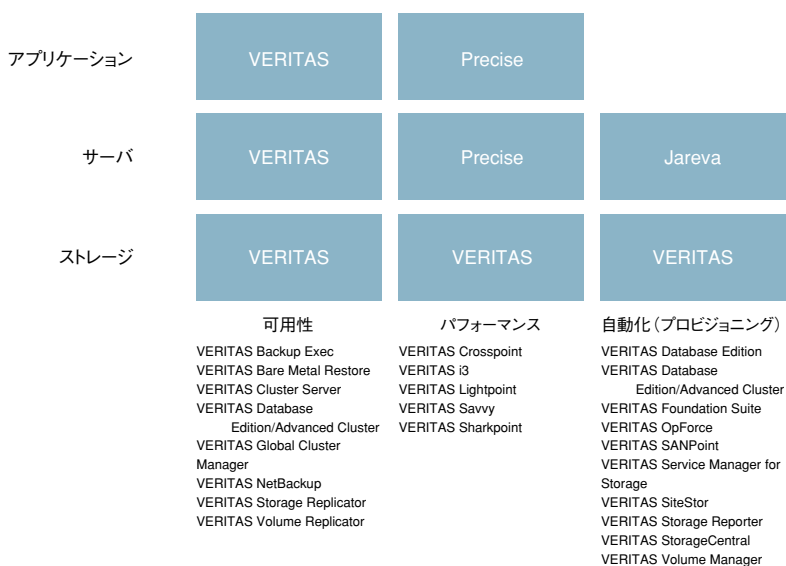 アプリケーション
VERITAS
Precise
サーバ
VERITAS
Precise
Jareva
ストレージ
VERITAS
VERITAS
VERITAS
可用性
VERITAS Backup Exec
VERITAS Bare Metal Restore
VERITAS Cluster Server
VERITAS Database
Edition/Advanced Cluster
VERITAS Global Cluster
Manager
VERITAS NetBackup
VERITAS Storage Replicator
VERITAS Volume Replicator
パフォーマンス
VERITAS Crosspoint
VERITAS i3
VERITAS Lightpoint
VERITAS Savvy
VERITAS Sharkpoint
自動化（プロビジョニング）
VERITAS Database Edition
VERITAS Database
Edition/Advanced Cluster
VERITAS Foundation Suite
VERITAS OpForce
VERITAS SANPoint
VERITAS Service Manager for
Storage
VERITAS SiteStor
VERITAS Storage Reporter
VERITAS StorageCentral
VERITAS Volume Manager